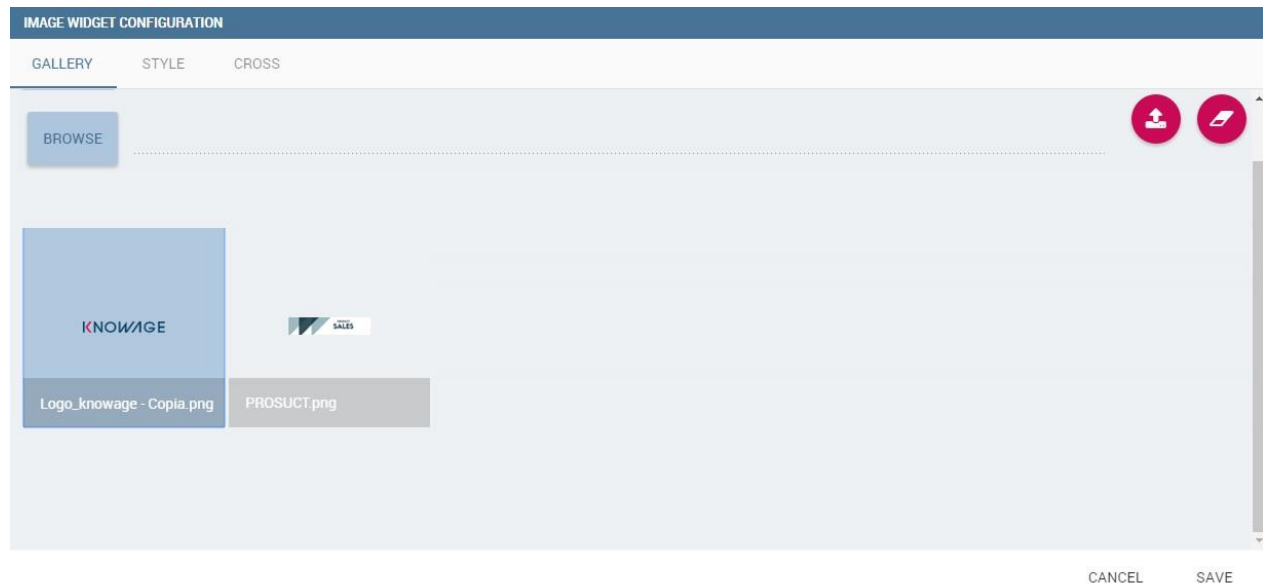 IMAGE WIDGET CONFIGURATION
GALLERY STYLE CROSS
BROWSE
KNOWAGE
SALES
Logo_knowage - Copia.png PROSUCT.png
CANCEL SAVE